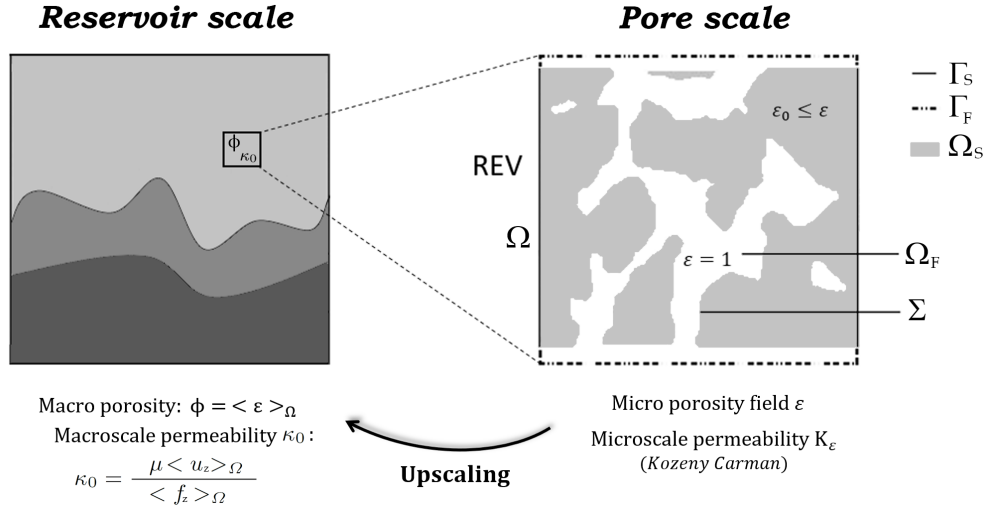 Reservoir scale
Pore scale
ϕ
κ₀
REV
Ω
ε₀ ≤ ε
ε = 1
Γ_S
Γ_F
Ω_S
Ω_F
Σ
Macro porosity: ϕ = < ε >_Ω
Macroscale permeability κ₀ :
κ₀ = μ < u_z >_Ω / < f_z >_Ω
Upscaling
Micro porosity field ε
Microscale permeability K_ε
(Kozeny Carman)